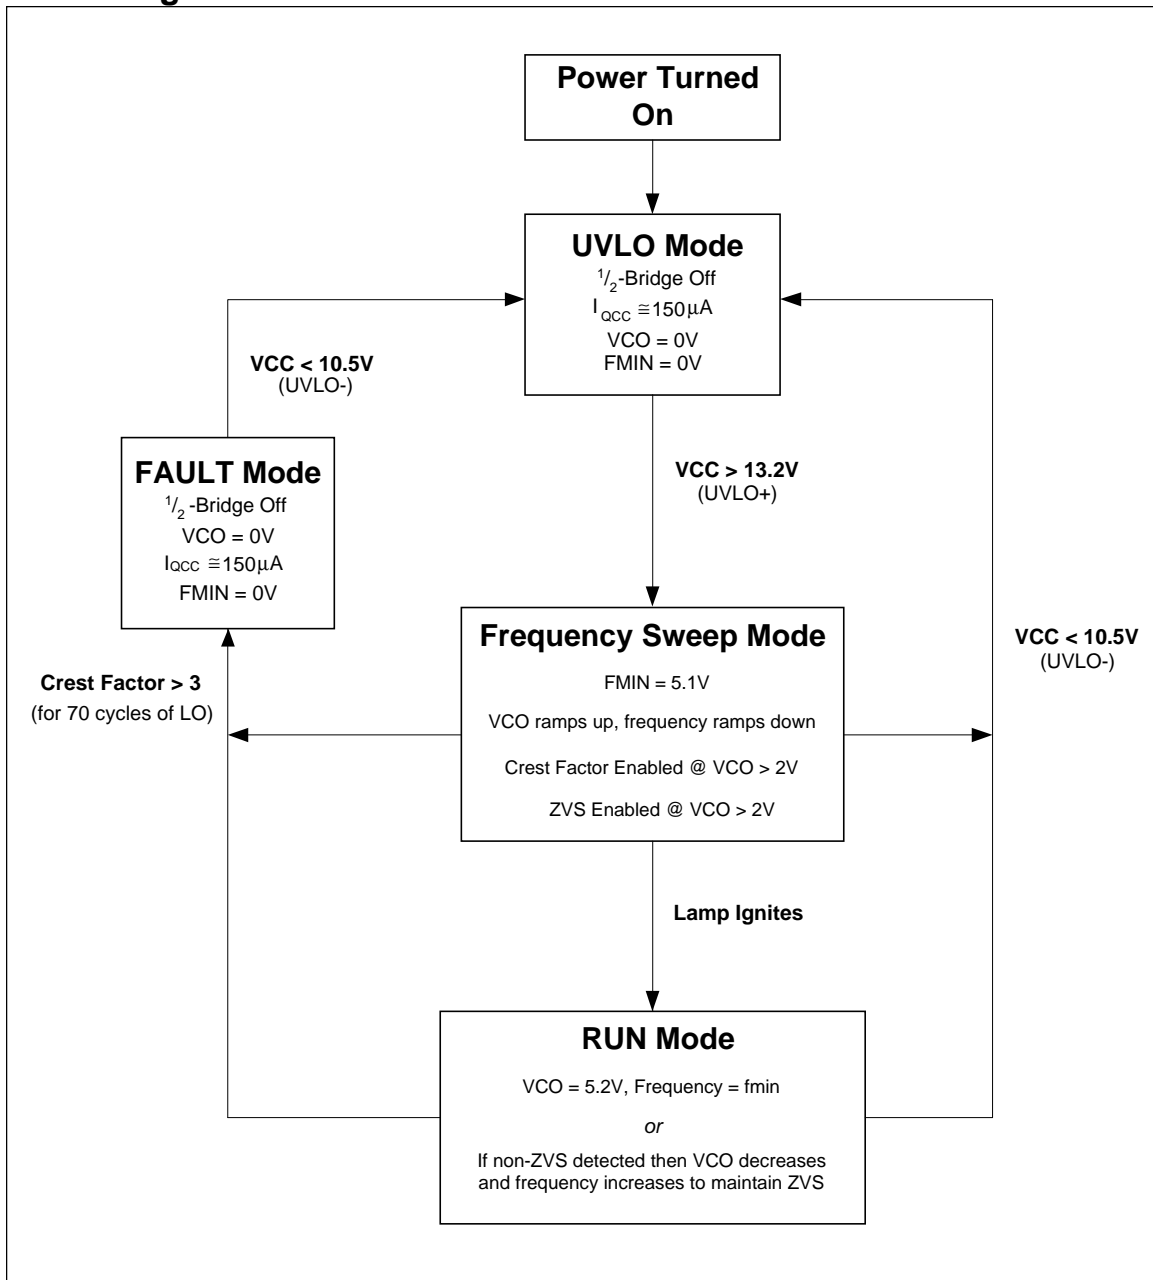 Power Turned
On
UVLO Mode
1/2-Bridge Off
IQCC ≅150μA
VCO = 0V
FMIN = 0V
VCC < 10.5V
(UVLO-)
FAULT Mode
1/2 -Bridge Off
VCO = 0V
IQCC ≅150μA
FMIN = 0V
VCC > 13.2V
(UVLO+)
Frequency Sweep Mode
FMIN = 5.1V
VCO ramps up, frequency ramps down
Crest Factor Enabled @ VCO > 2V
ZVS Enabled @ VCO > 2V
VCC < 10.5V
(UVLO-)
Crest Factor > 3
(for 70 cycles of LO)
Lamp Ignites
RUN Mode
VCO = 5.2V, Frequency = fmin
or
If non-ZVS detected then VCO decreases
and frequency increases to maintain ZVS